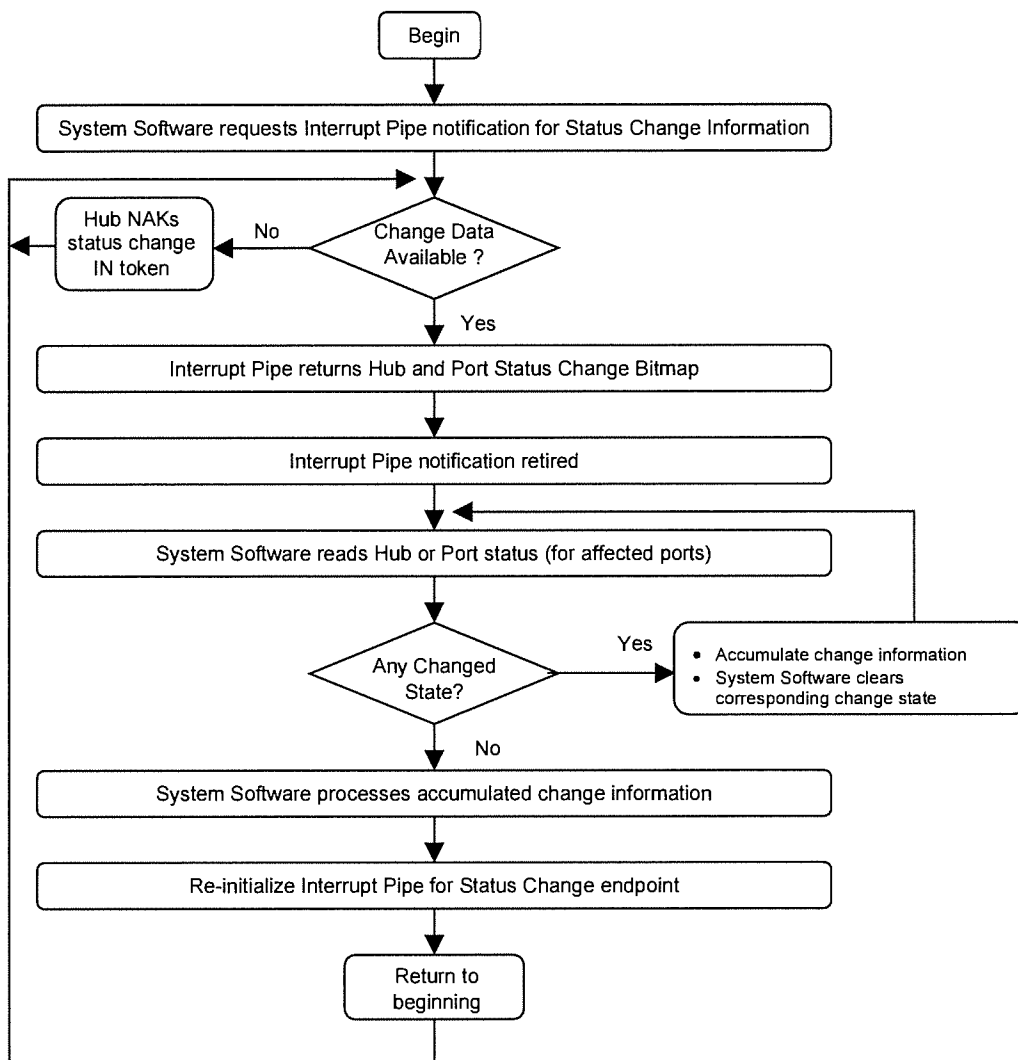 Begin
System Software requests Interrupt Pipe notification for Status Change Information
Hub NAKs
status change
IN token
No
Change Data
Available ?
Yes
Interrupt Pipe returns Hub and Port Status Change Bitmap
Interrupt Pipe notification retired
System Software reads Hub or Port status (for affected ports)
Any Changed
State?
Yes
• Accumulate change information
• System Software clears
corresponding change state
No
System Software processes accumulated change information
Re-initialize Interrupt Pipe for Status Change endpoint
Return to
beginning